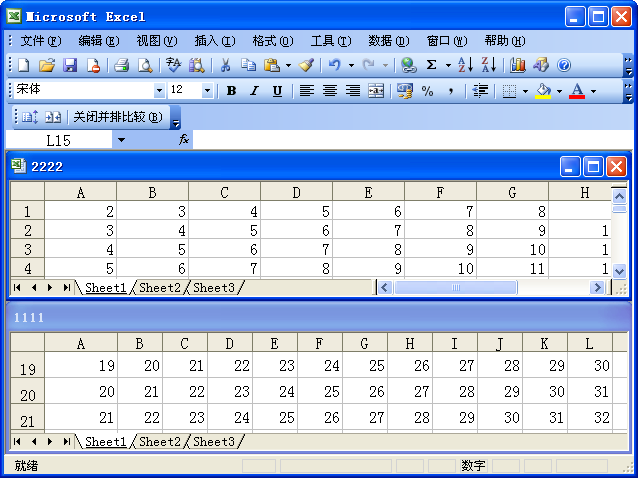 Microsoft Excel
文件(F) 编辑(E) 视图(V) 插入(I) 格式(O) 工具(T) 数据(D) 窗口(W) 帮助(H)
宋体 12 B I U
关闭并排比较(B)
L15 fx
2222
A B C D E F G H
1 2 3 4 5 6 7 8
2 3 4 5 6 7 8 9 1
3 4 5 6 7 8 9 10 1
4 5 6 7 8 9 10 11 1
Sheet1 Sheet2 Sheet3
1111
A B C D E F G H I J K L
19 19 20 21 22 23 24 25 26 27 28 29 30
20 20 21 22 23 24 25 26 27 28 29 30 31
21 21 22 23 24 25 26 27 28 29 30 31 32
Sheet1 Sheet2 Sheet3
就绪 数字